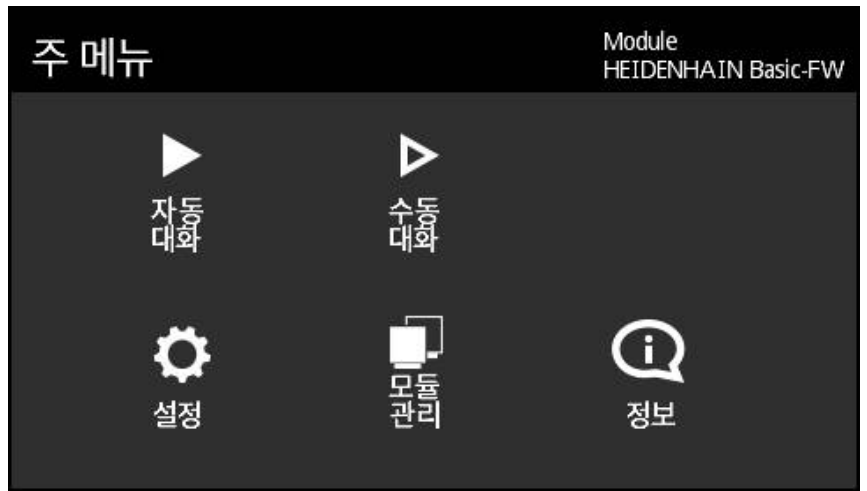 주 메뉴
Module
HEIDENHAIN Basic-FW
자동
대화
수동
대화
설정
모듈
관리
정보